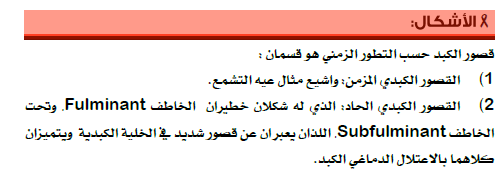 الأشكال:
قصور الكبد حسب التطور الزمني هو قسمان :
1) القصور الكبدي المزمن: واشيع مثال عيه التشمع.
2) القصور الكبدي الحاد: الذي له شكلان خطيران الخاطف Fulminant، وتحت
الخاطف Subfulminant، اللذان يعبران عن قصور شديد في الخلية الكبدية ويتميزان
كلاهما بالاعتلال الدماغي الكبد.